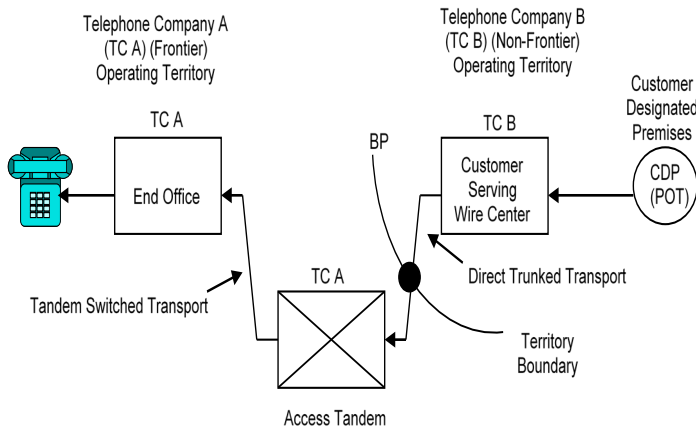 Telephone Company A
(TC A) (Frontier)
Operating Territory
Telephone Company B
(TC B) (Non-Frontier)
Operating Territory
Customer
Designated
Premises
TC A
End Office
BP
TC B
Customer
Serving
Wire Center
CDP
(POT)
Tandem Switched Transport
TC A
Direct Trunked Transport
Territory
Boundary
Access Tandem